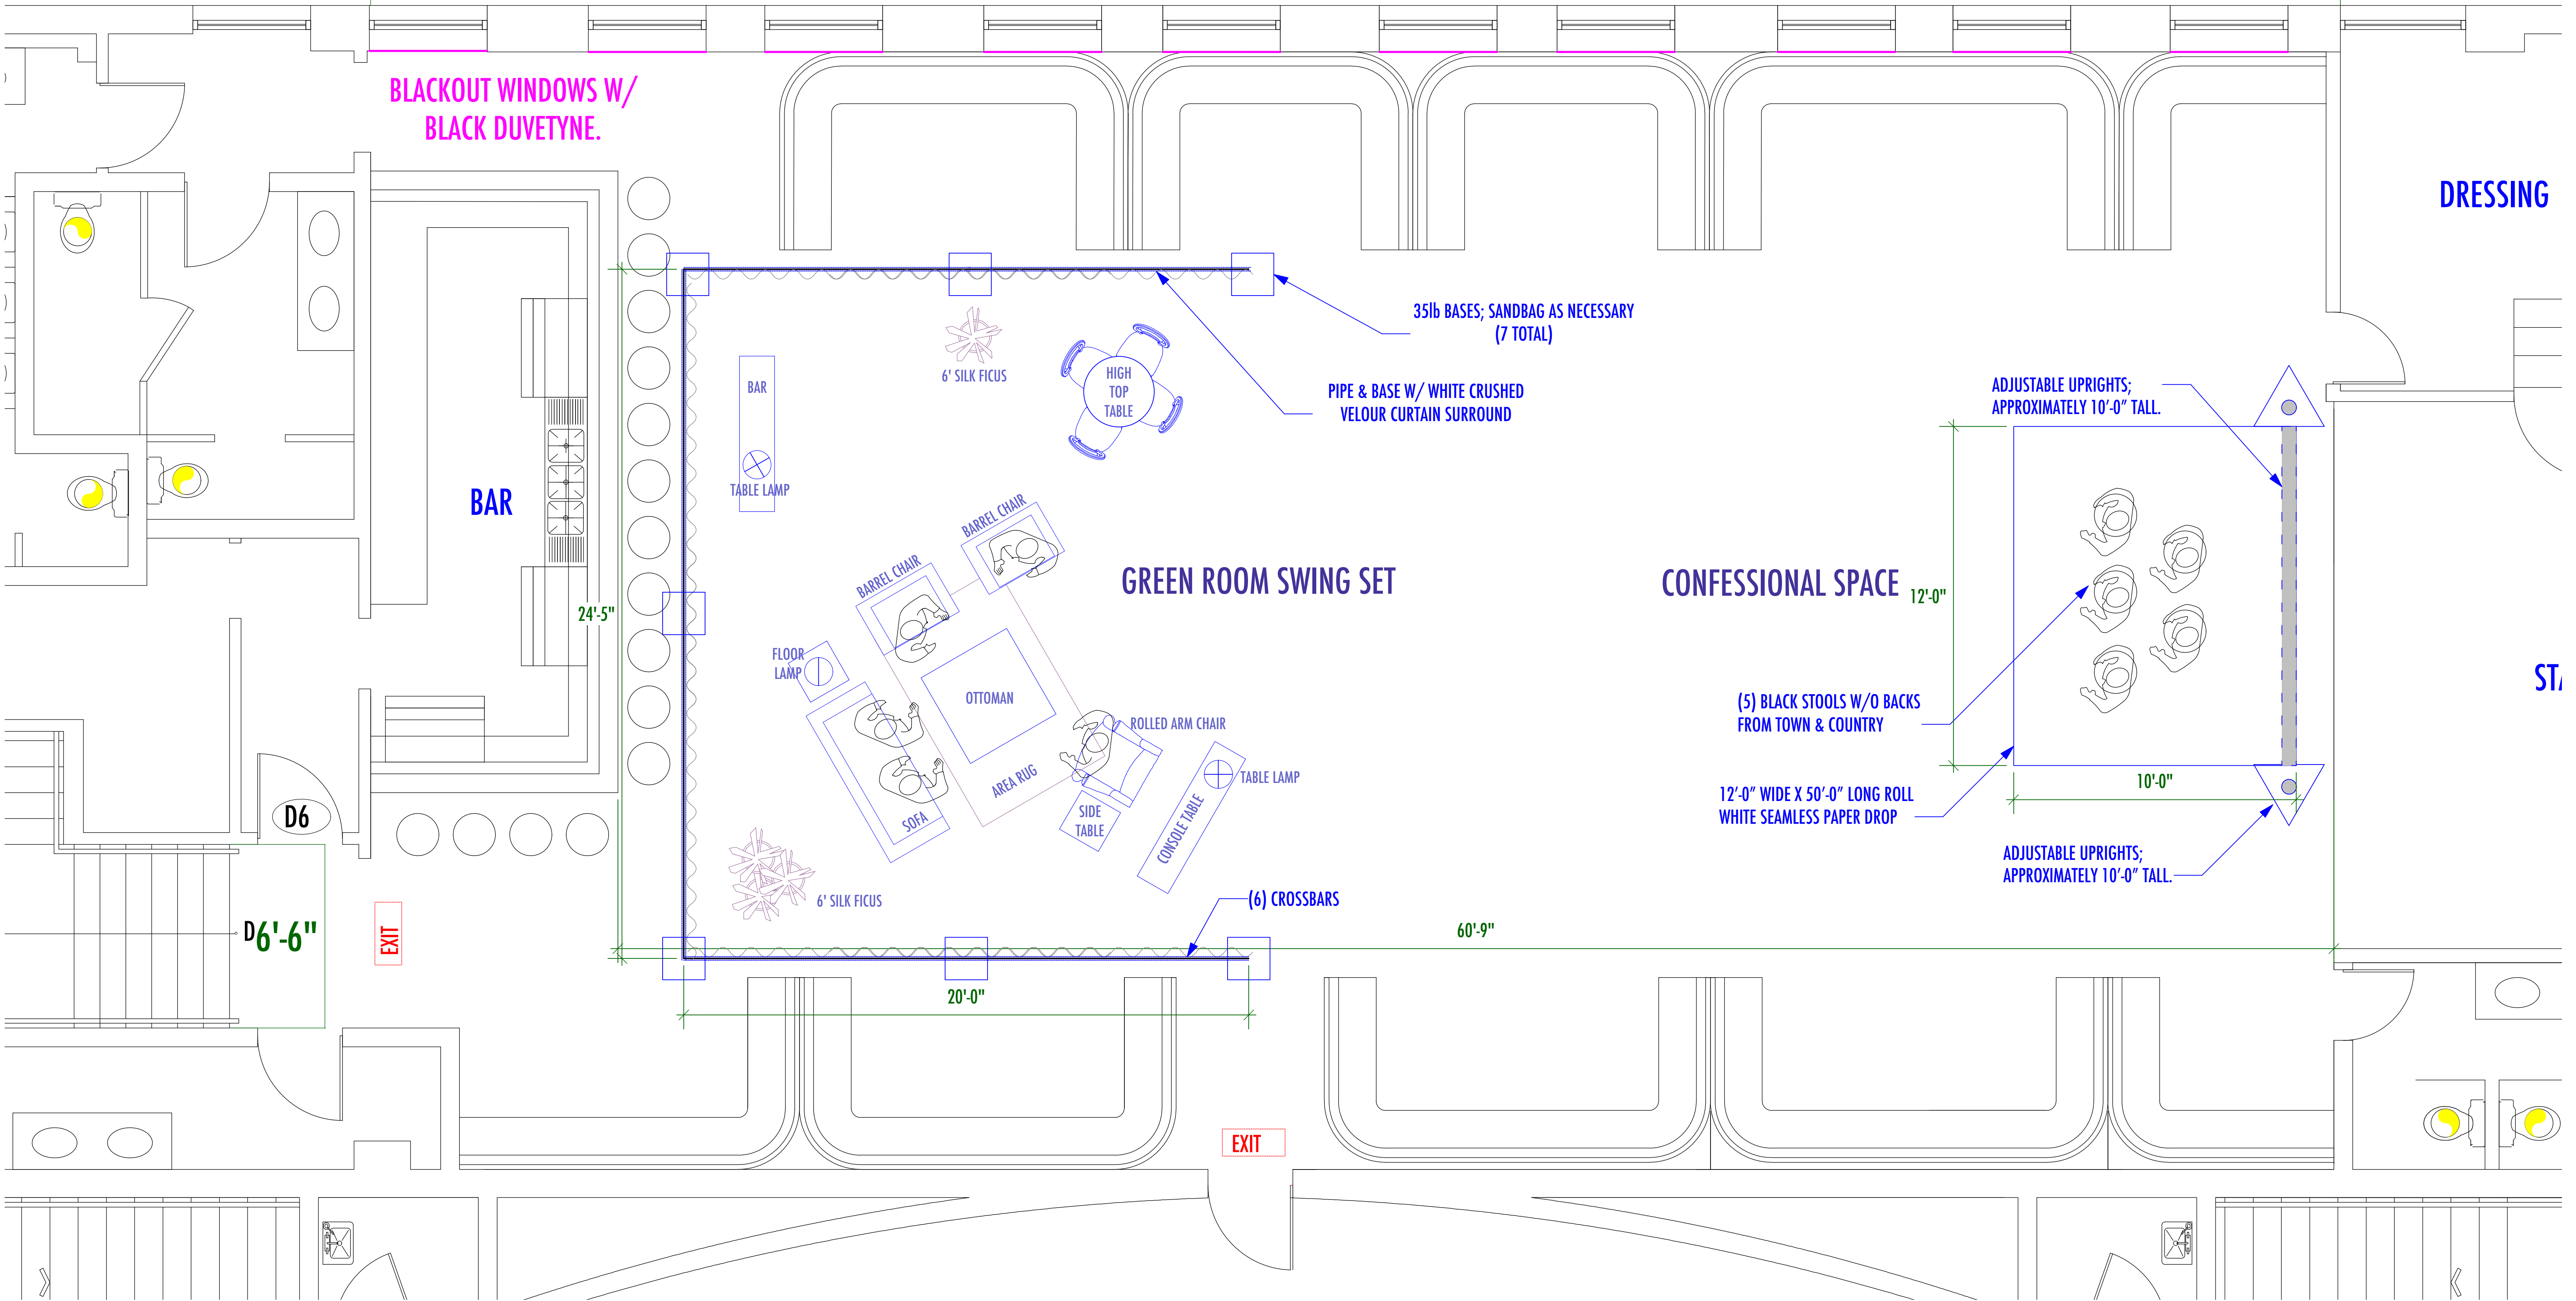 BLACKOUT WINDOWS W/
BLACK DUVETYNE.
DRESSING
35lb BASES; SANDBAG AS NECESSARY
(7 TOTAL)
6' SILK FICUS
HIGH
TOP
TABLE
BAR
PIPE & BASE W/ WHITE CRUSHED
VELOUR CURTAIN SURROUND
ADJUSTABLE UPRIGHTS;
APPROXIMATELY 10'-0" TALL.
TABLE LAMP
BAR
BARREL CHAIR
BARREL CHAIR
GREEN ROOM SWING SET
CONFESSIONAL SPACE
12'-0"
24'-5"
FLOOR
LAMP
OTTOMAN
ROLLED ARM CHAIR
(5) BLACK STOOLS W/O BACKS
FROM TOWN & COUNTRY
AREA RUG
TABLE LAMP
10'-0"
SOFA
SIDE
TABLE
CONSOLE TABLE
12'-0" WIDE X 50'-0" LONG ROLL
WHITE SEAMLESS PAPER DROP
D6
ADJUSTABLE UPRIGHTS;
APPROXIMATELY 10'-0" TALL.
6' SILK FICUS
(6) CROSSBARS
D6'-6"
EXIT
60'-9"
20'-0"
EXIT